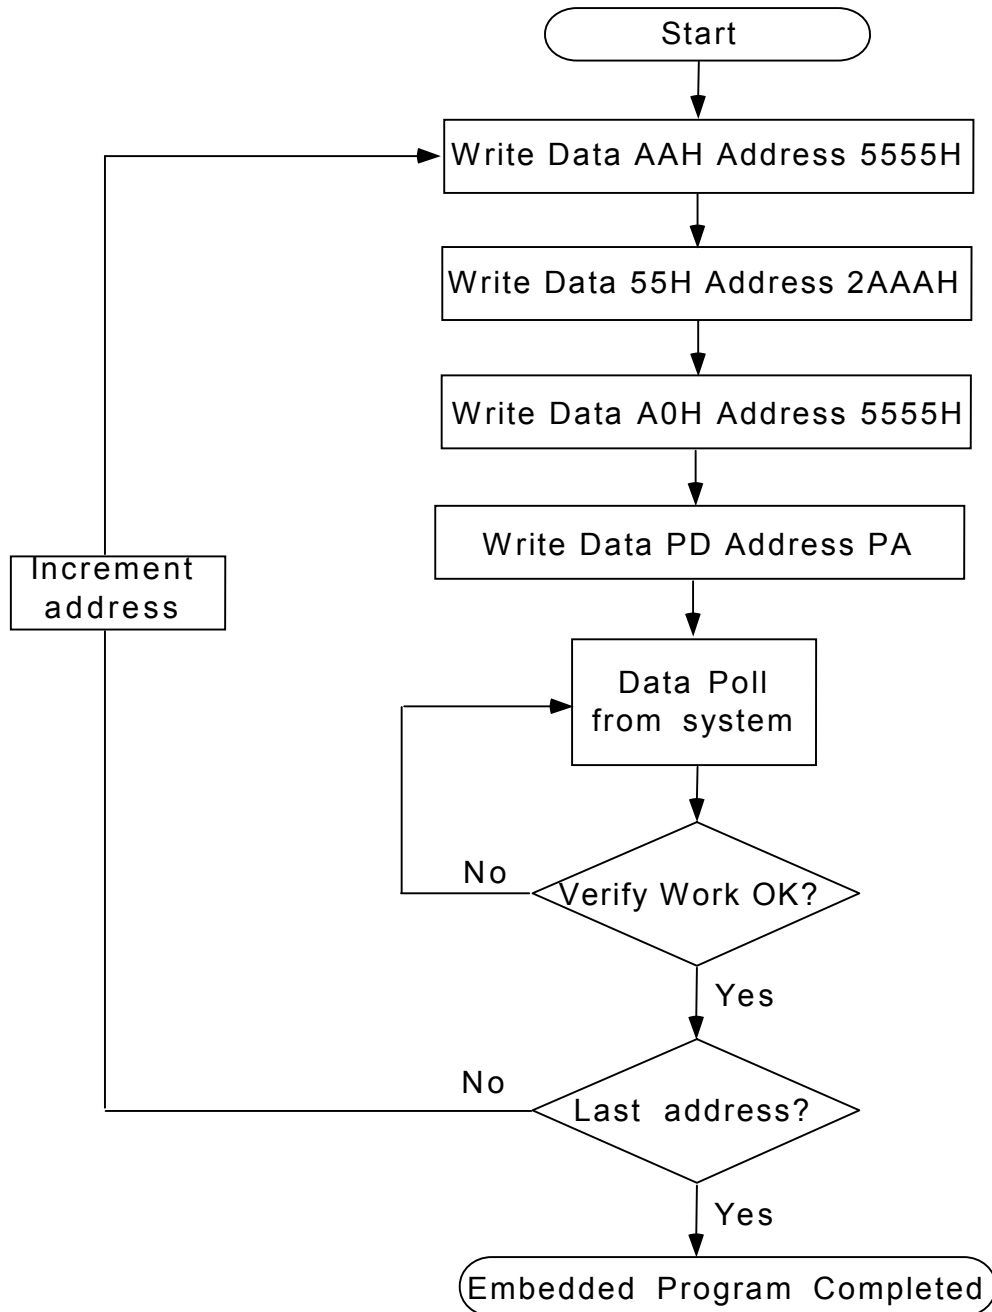 Start
Write Data AAH Address 5555H
Write Data 55H Address 2AAAH
Write Data A0H Address 5555H
Write Data PD Address PA
Increment
address
Data Poll
from system
No
Verify Work OK?
Yes
No
Last address?
Yes
Embedded Program Completed